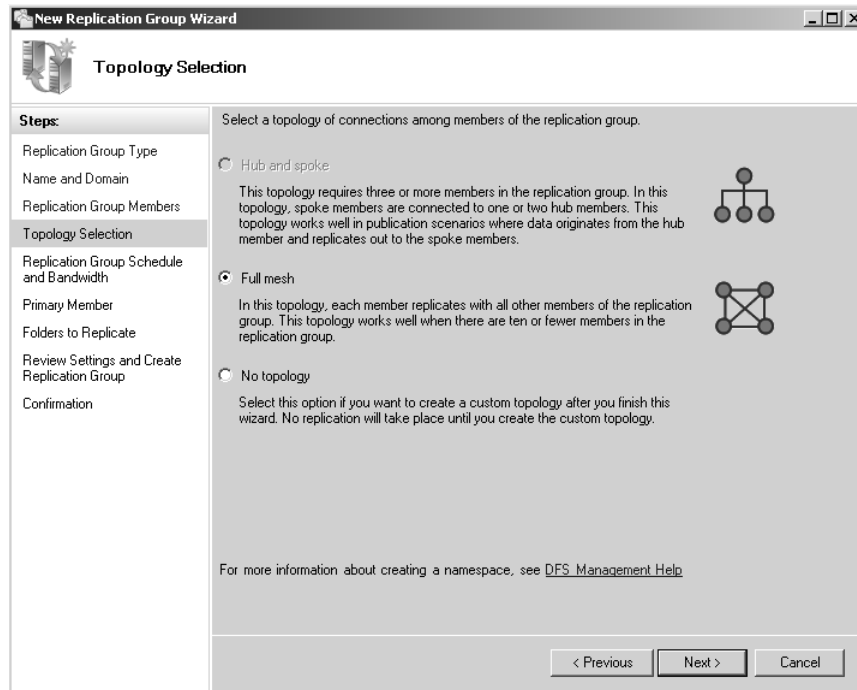 New Replication Group Wizard
Topology Selection
Steps:
Replication Group Type
Name and Domain
Replication Group Members
Topology Selection
Replication Group Schedule
and Bandwidth
Primary Member
Folders to Replicate
Review Settings and Create
Replication Group
Confirmation
Select a topology of connections among members of the replication group.
Hub and spoke
This topology requires three or more members in the replication group. In this
topology, spoke members are connected to one or two hub members. This
topology works well in publication scenarios where data originates from the hub
member and replicates out to the spoke members.
Full mesh
In this topology, each member replicates with all other members of the replication
group. This topology works well when there are ten or fewer members in the
replication group.
No topology
Select this option if you want to create a custom topology after you finish this
wizard. No replication will take place until you create the custom topology.
For more information about creating a namespace, see DFS Management Help
< Previous
Next >
Cancel